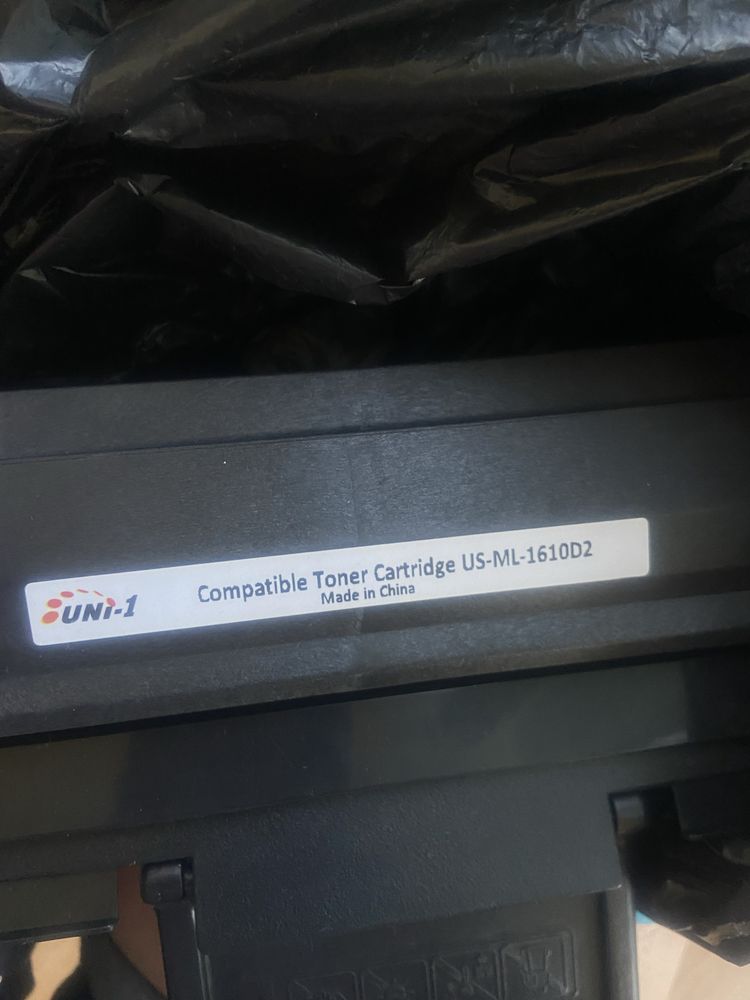 UNI-1
Compatible Toner Cartridge US-ML-1610D2
Made in China